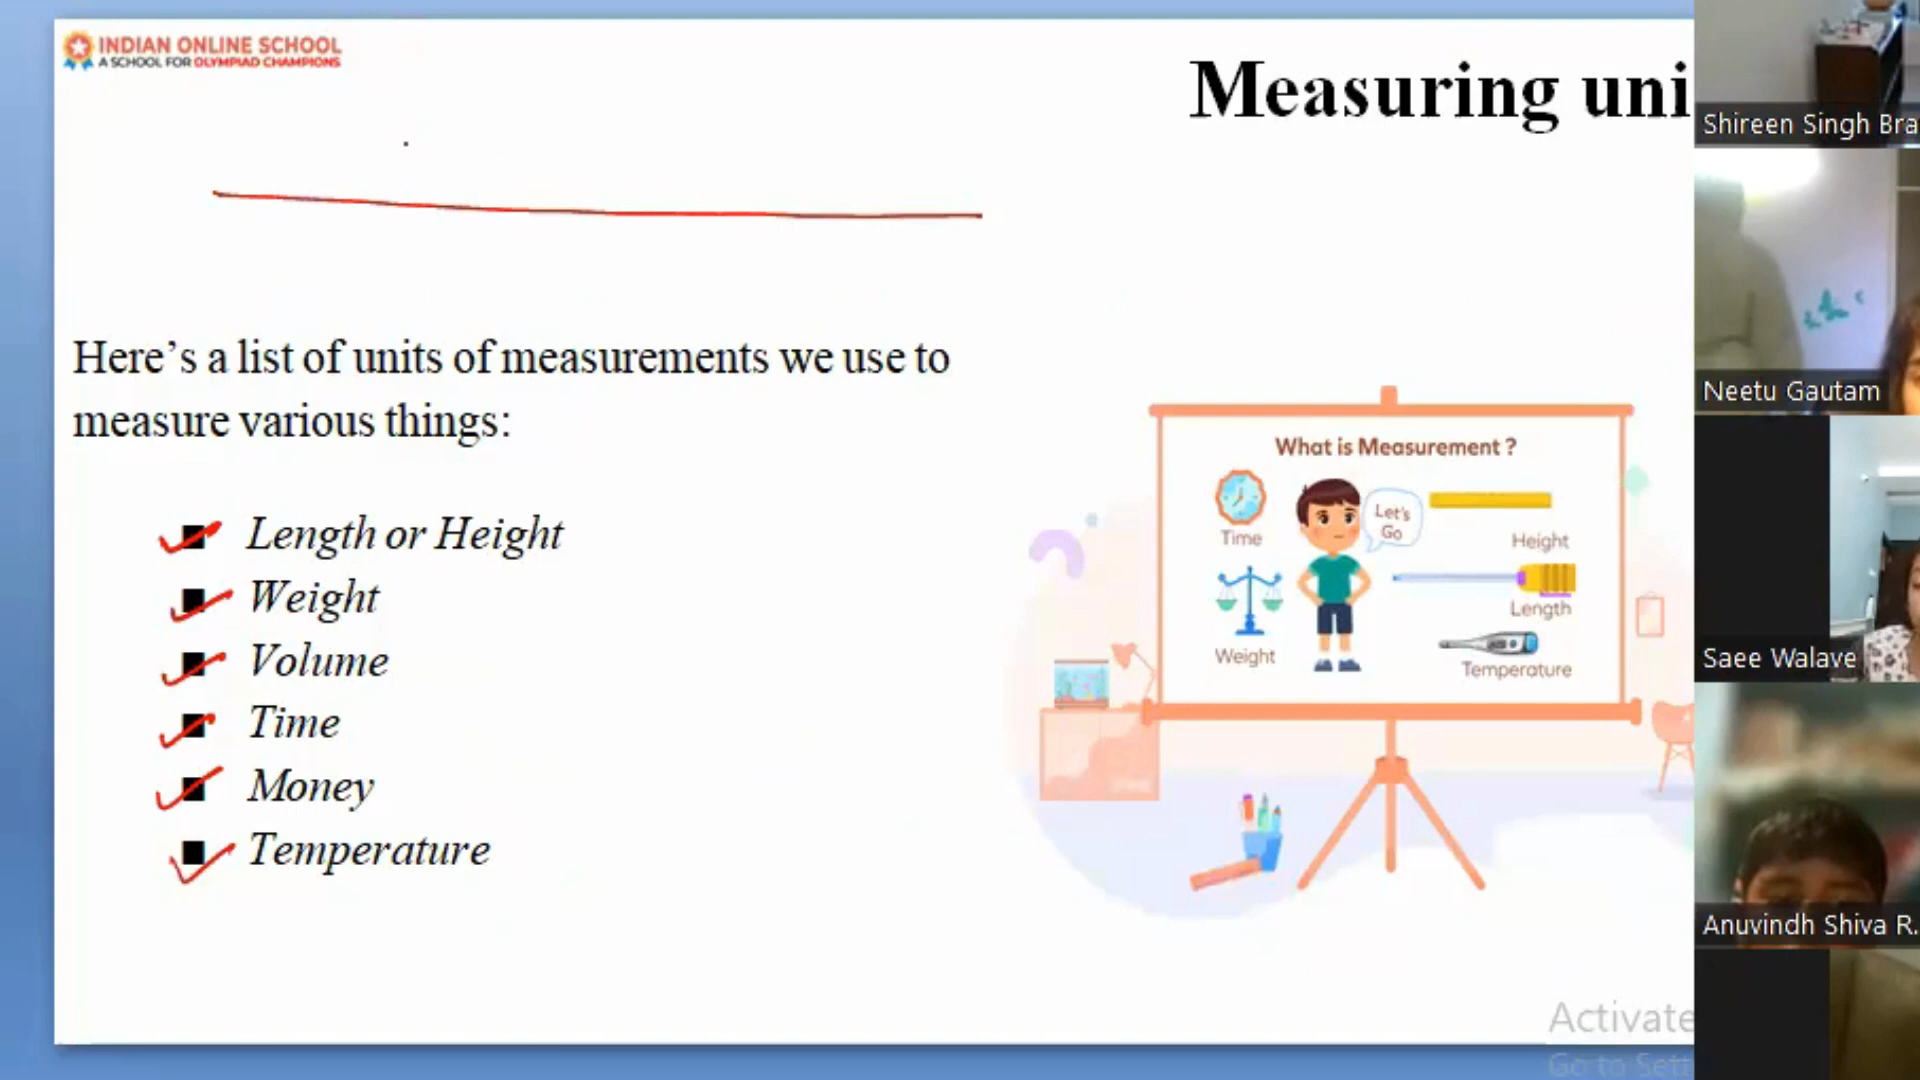 INDIAN ONLINE SCHOOL
A SCHOOL FOR OLYMPIAD CHAMPIONS
Measuring uni
Here’s a list of units of measurements we use to
measure various things:
Length or Height
Weight
Volume
Time
Money
Temperature
What is Measurement ?
Let's
Go
Time
Height
Length
Weight
Temperature
Shireen Singh Bra
Neetu Gautam
Saee Walave
Anuvindh Shiva R.
Activate
Go to Sett